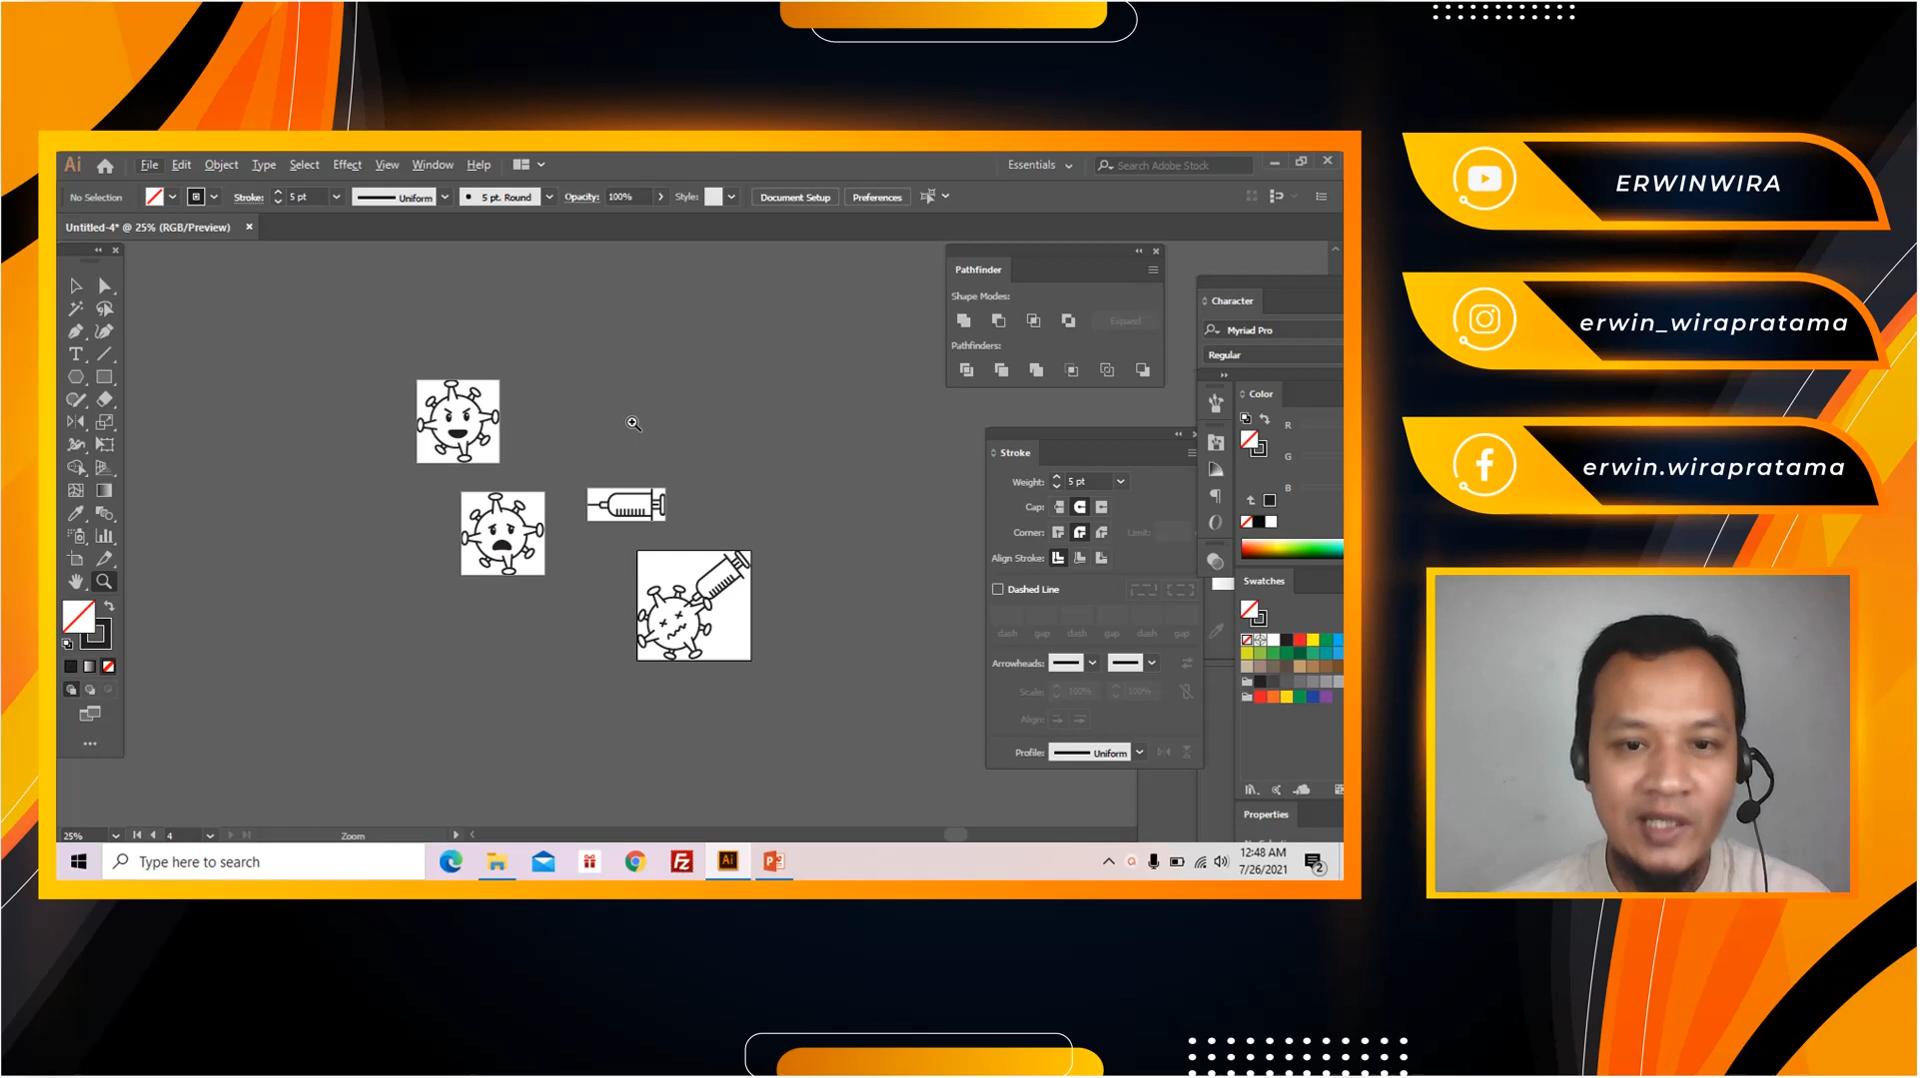 Ai File Edit Object Type Select Effect View Window Help Essentials Search Adobe Stock
No Selection Stroke: 5 pt Uniform 5 pt. Round Opacity: 100% Style: Document Setup Preferences
Untitled-4* @ 25% (RGB/Preview)
Pathfinder
Shape Modes:
Expand
Pathfinders:
Character
Myriad Pro
Regular
Color
R
G
B
Stroke
Weight: 5 pt
Cap:
Corner: Limit:
Align Stroke:
Dashed Line
dash gap dash gap dash gap
Arrowheads:
Scale: 100% 100%
Align:
Profile: Uniform
Swatches
Properties
25% 4 Zoom
Type here to search
Ai
12:48 AM
7/26/2021
2
ERWINWIRA
erwin_wirapratama
erwin.wirapratama